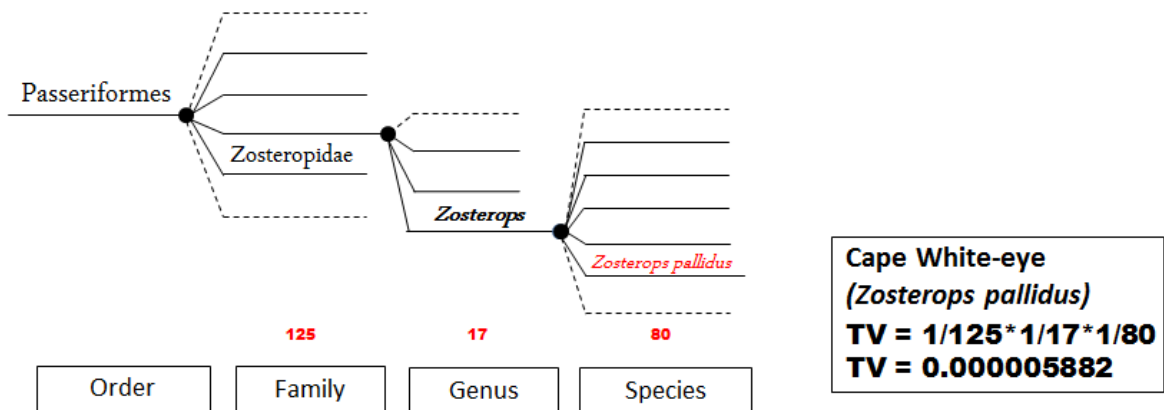 Passeriformes
Zosteropidae
Zosterops
Zosterops pallidus
125 17 80
Order Family Genus Species
Cape White-eye
(Zosterops pallidus)
TV = 1/125*1/17*1/80
TV = 0.000005882